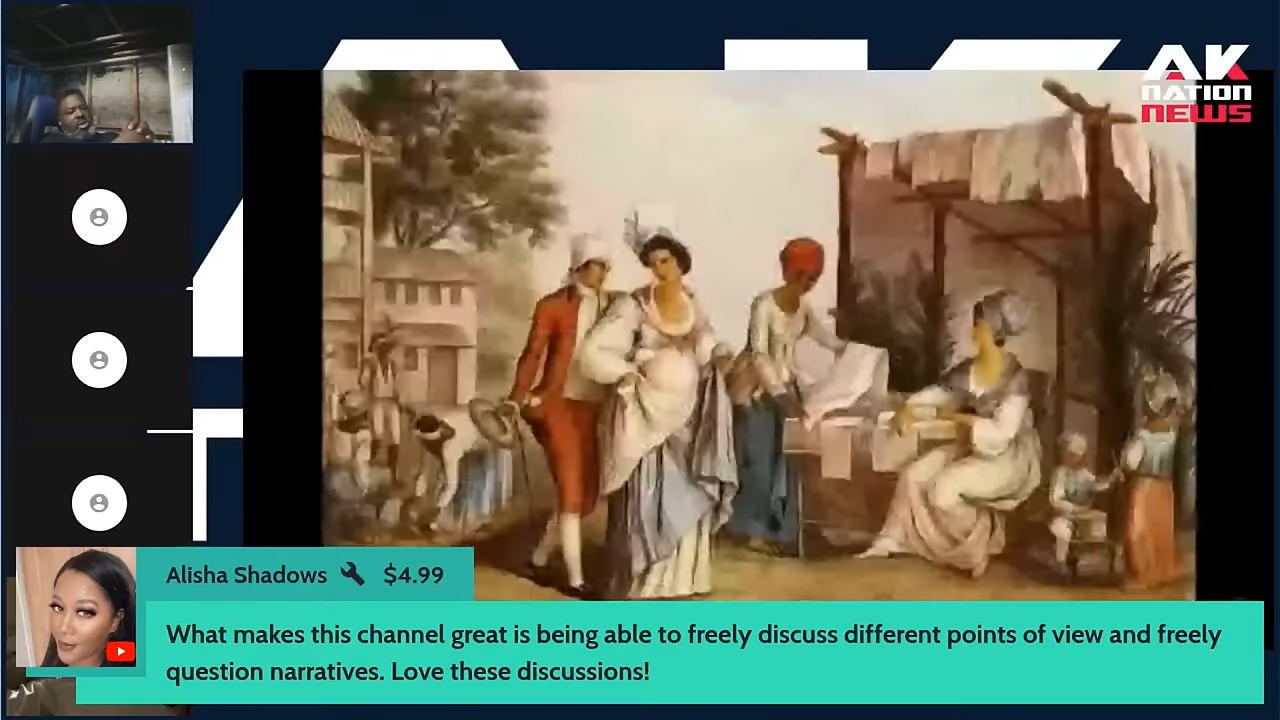 AK
NATION
NEWS
Alisha Shadows $4.99
What makes this channel great is being able to freely discuss different points of view and freely
question narratives. Love these discussions!